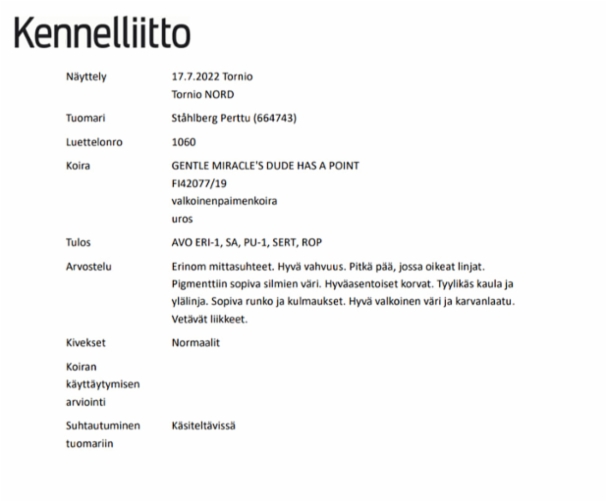 Kennelliitto
Näyttely 17.7.2022 Tornio
Tornio NORD
Tuomari Ståhlberg Perttu (664743)
Luettelonro 1060
Koira GENTLE MIRACLE'S DUDE HAS A POINT
FI42077/19
valkoinenpaimenkoira
uros
Tulos AVO ERI-1, SA, PU-1, SERT, ROP
Arvostelu Erinom mittasuhteet. Hyvä vahvuus. Pitkä pää, jossa oikeat linjat.
Pigmenttiin sopiva silmien väri. Hyväasentoiset korvat. Tyylikäs kaula ja
ylälinja. Sopiva runko ja kulmaukset. Hyvä valkoinen väri ja karvanlaatu.
Vetävät liikkeet.
Kivekset Normaalit
Koiran
käyttäytymisen
arviointi
Suhtautuminen Käsiteltävissä
tuomariin